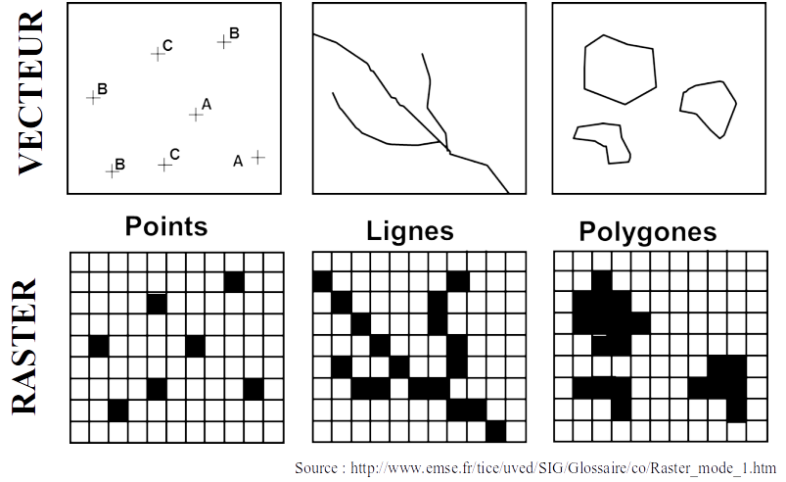 VECTEUR
C
B
B
A
B
C
A
Points
Lignes
Polygones
RASTER
Source : http://www.emse.fr/tice/uved/SIG/Glossaire/co/Raster_mode_1.htm